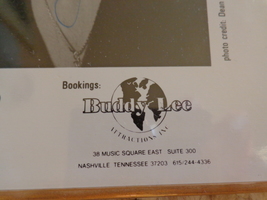 photo credit: Dean
Bookings:
Buddy Lee
ATTRACTIONS INC
38 MUSIC SQUARE EAST SUITE 300
NASHVILLE TENNESSEE 37203 615/244-4336